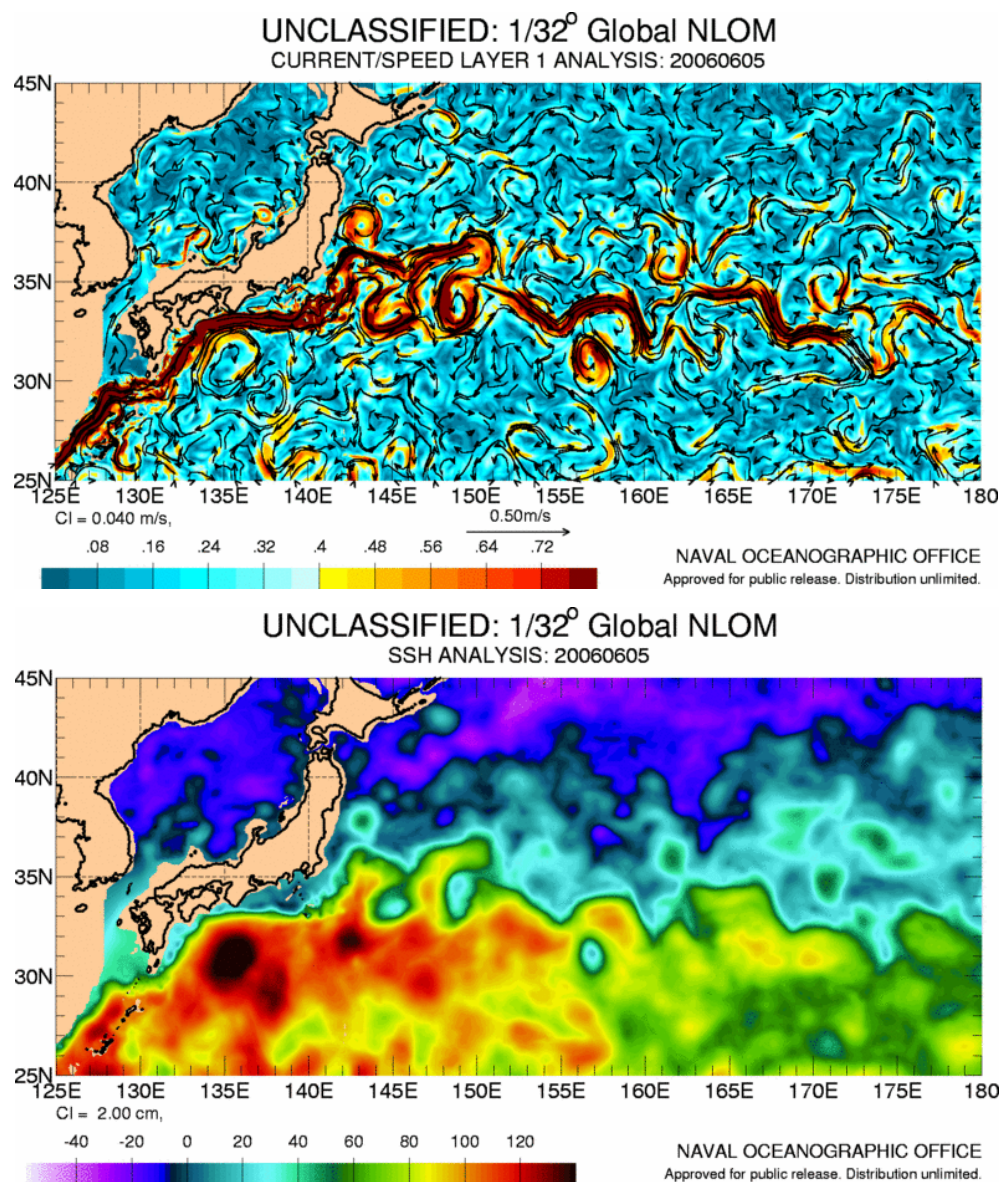 UNCLASSIFIED: 1/32° Global NLOM
CURRENT/SPEED LAYER 1 ANALYSIS: 20060605
45N
40N
35N
30N
25N
125E 130E 135E 140E 145E 150E 155E 160E 165E 170E 175E 180
CI = 0.040 m/s,
0.50m/s
.08 .16 .24 .32 .4 .48 .56 .64 .72
NAVAL OCEANOGRAPHIC OFFICE
Approved for public release. Distribution unlimited.
UNCLASSIFIED: 1/32° Global NLOM
SSH ANALYSIS: 20060605
45N
40N
35N
30N
25N
125E 130E 135E 140E 145E 150E 155E 160E 165E 170E 175E 180
CI = 2.00 cm,
-40 -20 0 20 40 60 80 100 120
NAVAL OCEANOGRAPHIC OFFICE
Approved for public release. Distribution unlimited.